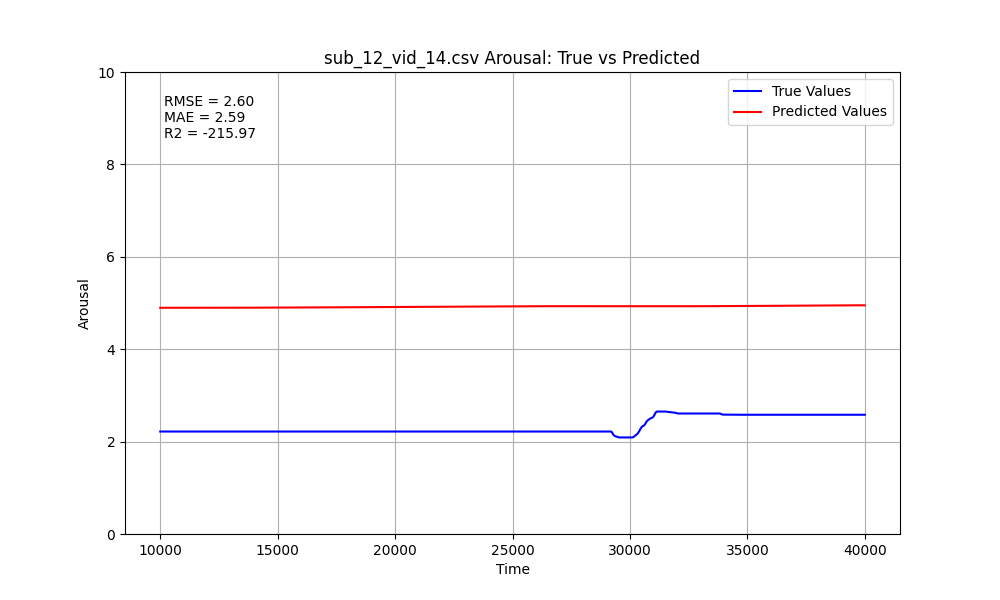 sub_12_vid_14.csv Arousal: True vs Predicted
RMSE = 2.60
MAE = 2.59
R2 = -215.97
True Values
Predicted Values
Arousal
10
8
6
4
2
0
10000 15000 20000 25000 30000 35000 40000
Time